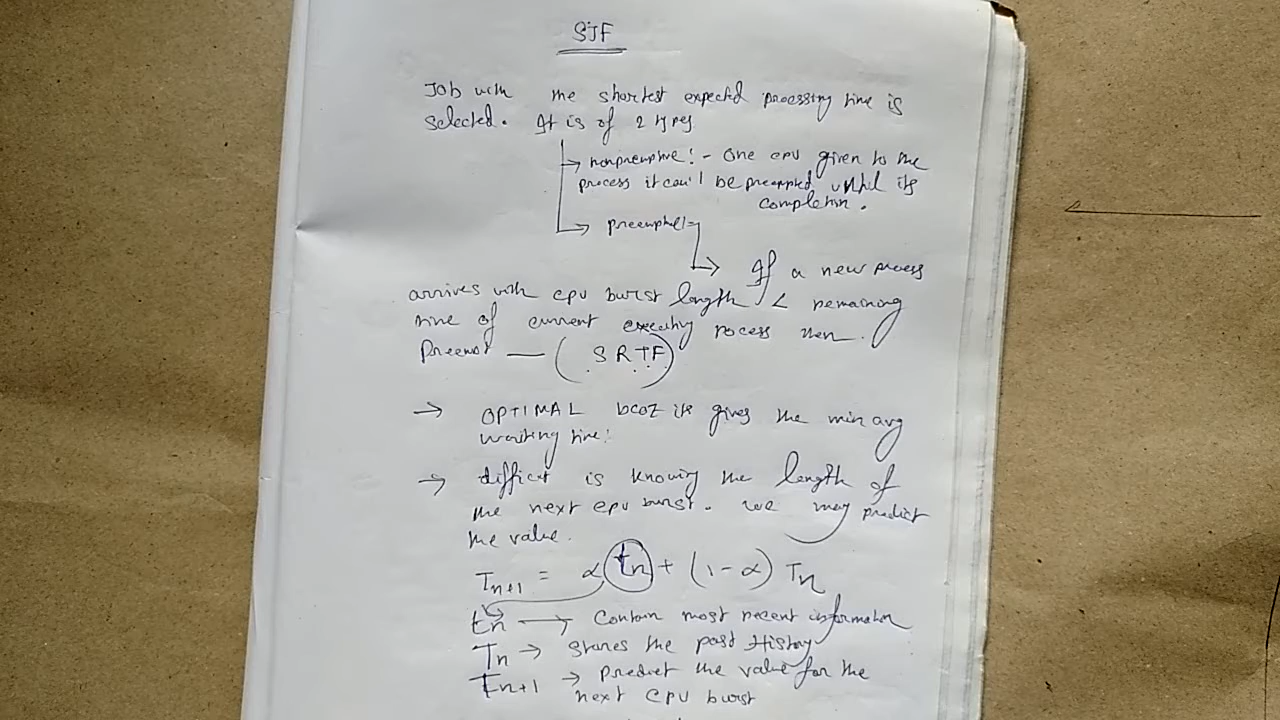 SJF
Job with the shortest expected processing time is
selected. It is of 2 types
→ nonpreemptive :- One cpu given to the
process it can't be preempted until its
completion.
→ preemptive :-
→ If a new process
arrives with cpu burst length < remaining
time of current executing pocess then
Preempt — (SRTF)
→ OPTIMAL bcoz it gives the min avg
waiting time.
→ difficult is knowing the length of
the next cpu burst. We may predict
the value.
Tn+1 = α tn + (1-α) Tn
tn → Contain most recent information
Tn → stores the past History
Tn+1 → predict the value for the
next CPU burst